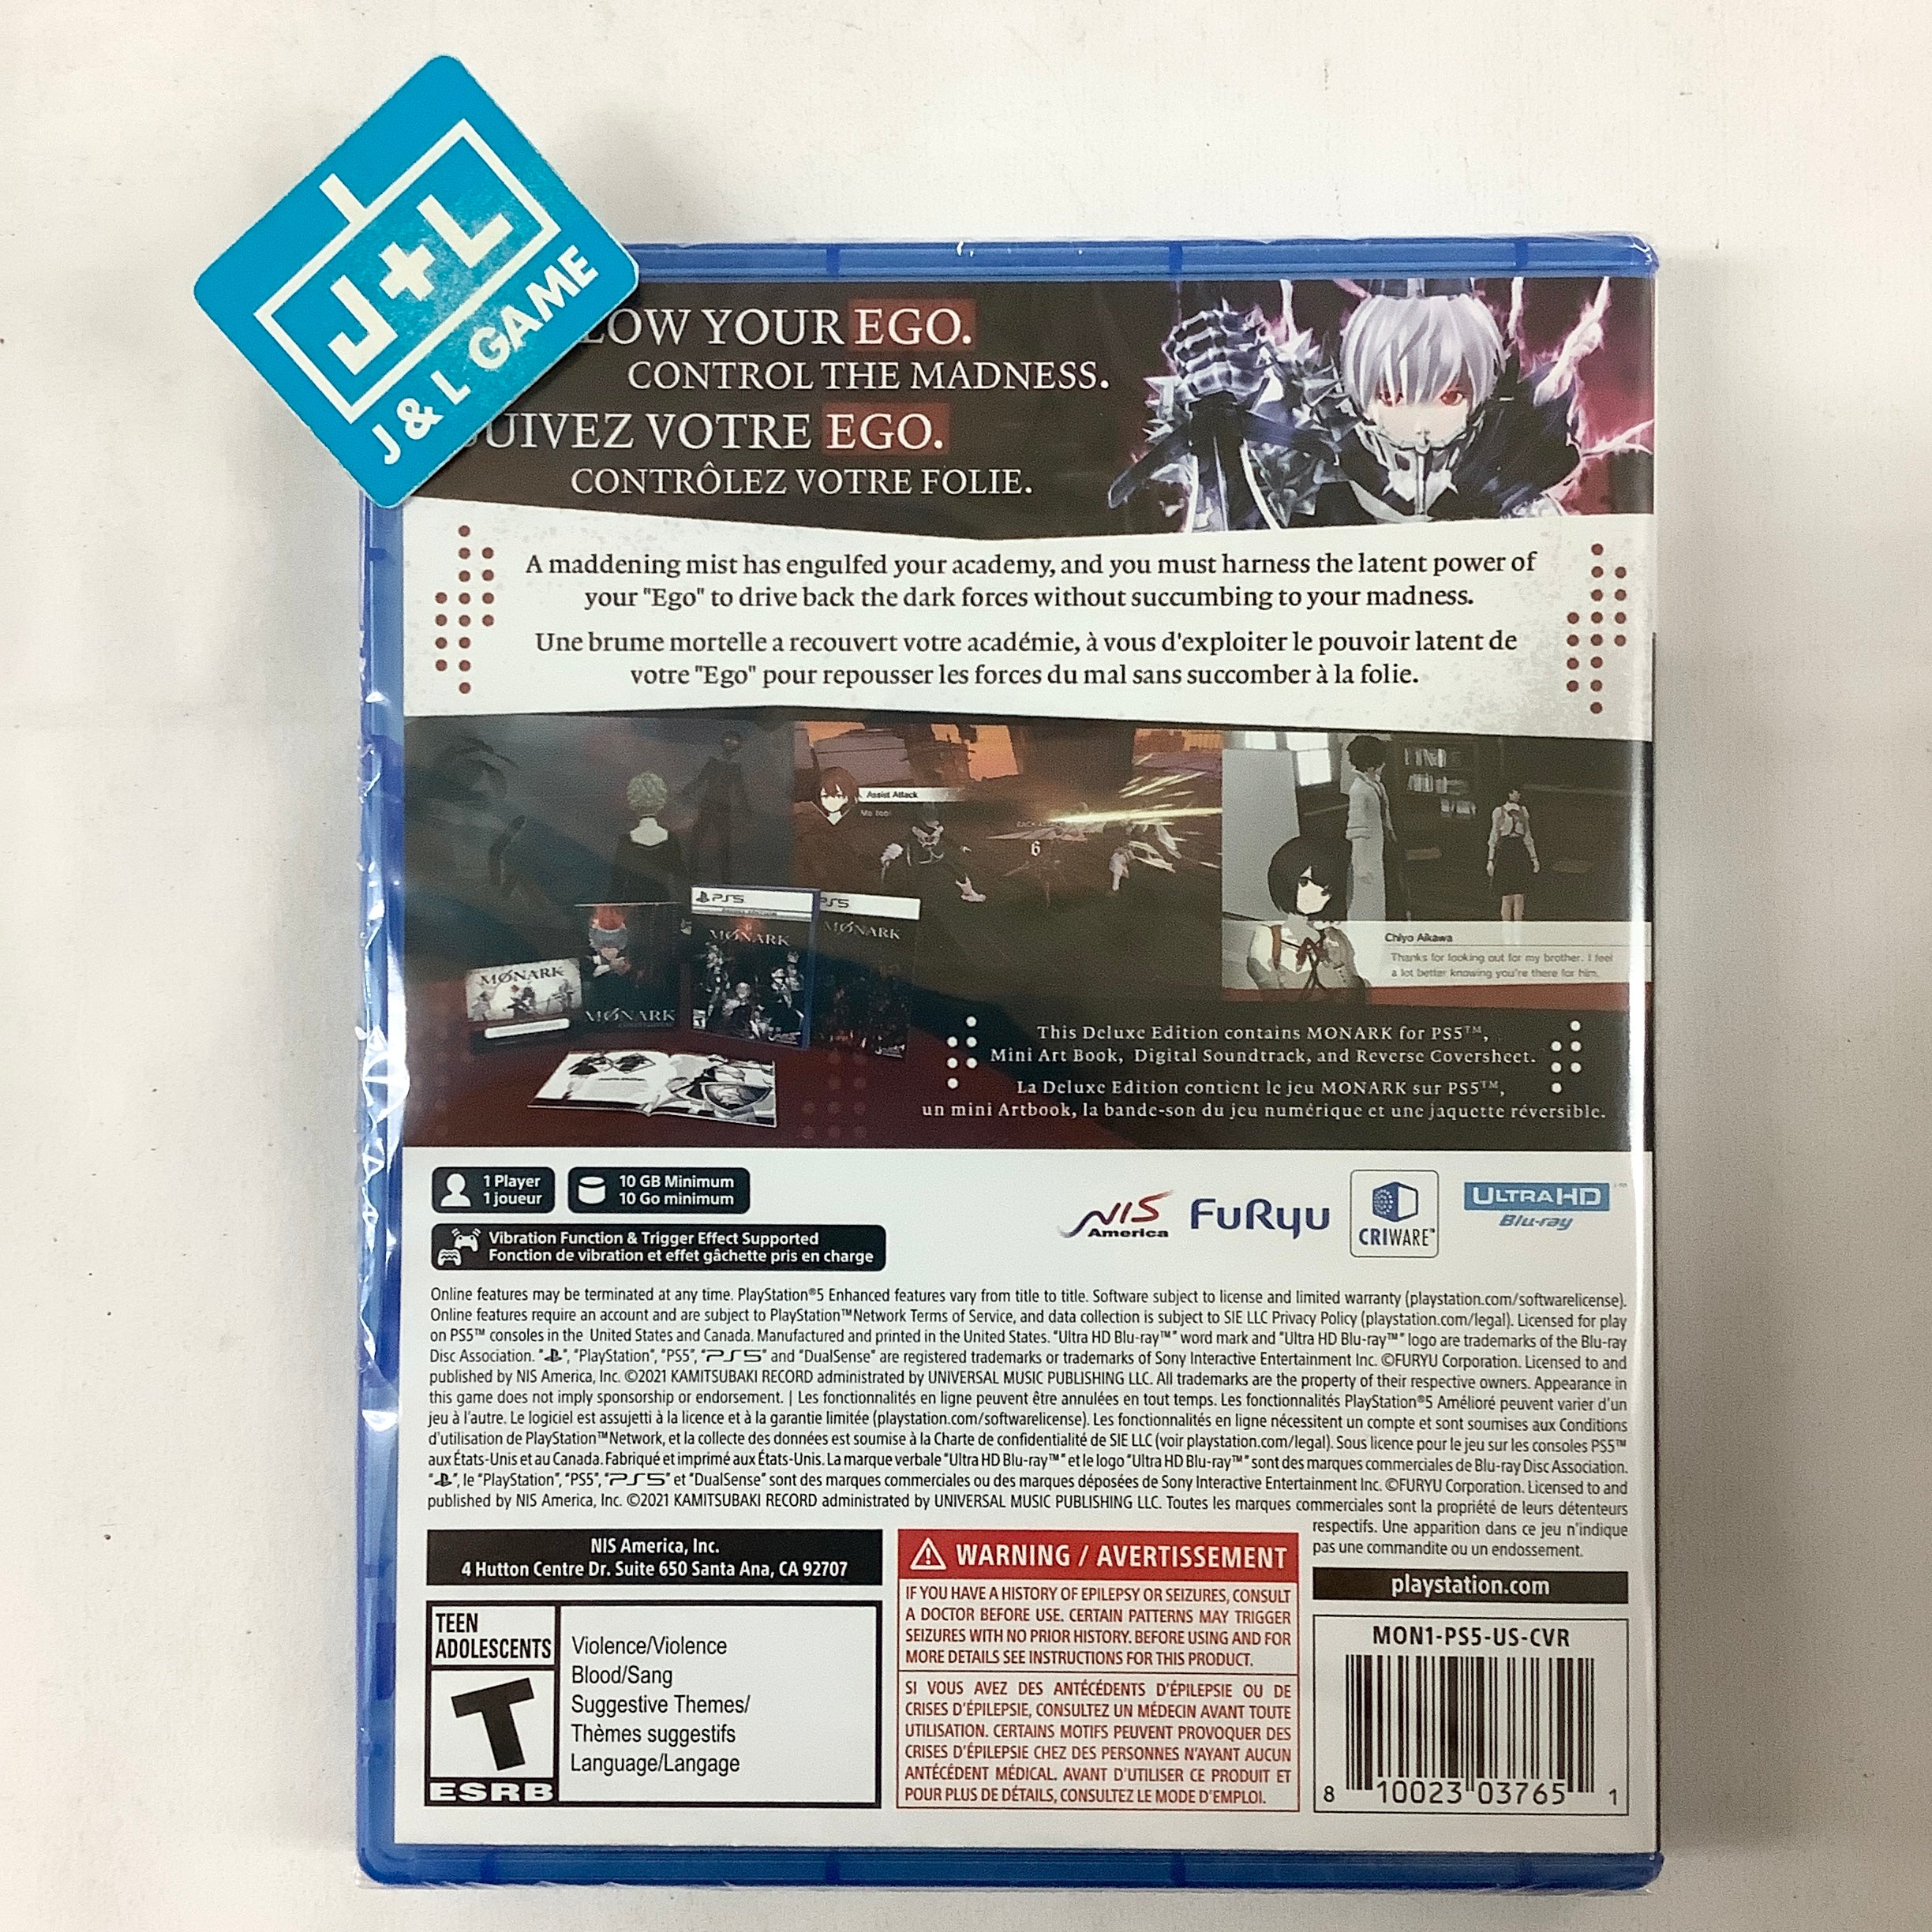 J+L
J & L GAME
LOW YOUR EGO.
CONTROL THE MADNESS.
SUIVEZ VOTRE EGO.
CONTRÔLEZ VOTRE FOLIE.
A maddening mist has engulfed your academy, and you must harness the latent power of
your "Ego" to drive back the dark forces without succumbing to your madness.
Une brume mortelle a recouvert votre académie, à vous d'exploiter le pouvoir latent de
votre "Ego" pour repousser les forces du mal sans succomber à la folie.
Assist Attack
Me too!
6
Chiyo Aikawa
Thanks for looking out for my brother. I feel
a lot better knowing you're there for him.
PS5
PS5
MONARK
MONARK
MONARK
MONARK
This Deluxe Edition contains MONARK for PS5™,
Mini Art Book, Digital Soundtrack, and Reverse Coversheet.
La Deluxe Edition contient le jeu MONARK sur PS5™,
un mini Artbook, la bande-son du jeu numérique et une jaquette réversible.
1 Player
1 joueur
10 GB Minimum
10 Go minimum
Vibration Function & Trigger Effect Supported
Fonction de vibration et effet gâchette pris en charge
NIS America
FuRyu
CRIWARE™
ULTRA HD
Blu-ray
Online features may be terminated at any time. PlayStation®5 Enhanced features vary from title to title. Software subject to license and limited warranty (playstation.com/softwarelicense).
Online features require an account and are subject to PlayStation™Network Terms of Service, and data collection is subject to SIE LLC Privacy Policy (playstation.com/legal). Licensed for play
on PS5™ consoles in the United States and Canada. Manufactured and printed in the United States. "Ultra HD Blu-ray™" word mark and "Ultra HD Blu-ray™" logo are trademarks of the Blu-ray
Disc Association. "PS", "PlayStation", "PS5", "PS5" and "DualSense" are registered trademarks or trademarks of Sony Interactive Entertainment Inc. ©FURYU Corporation. Licensed to and
published by NIS America, Inc. ©2021 KAMITSUBAKI RECORD administrated by UNIVERSAL MUSIC PUBLISHING LLC. All trademarks are the property of their respective owners. Appearance in
this game does not imply sponsorship or endorsement. | Les fonctionnalités en ligne peuvent être annulées en tout temps. Les fonctionnalités PlayStation®5 Amélioré peuvent varier d'un
jeu à l'autre. Le logiciel est assujetti à la licence et à la garantie limitée (playstation.com/softwarelicense). Les fonctionnalités en ligne nécessitent un compte et sont soumises aux Conditions
d'utilisation de PlayStation™Network, et la collecte des données est soumise à la Charte de confidentialité de SIE LLC (voir playstation.com/legal). Sous licence pour le jeu sur les consoles PS5™
aux États-Unis et au Canada. Fabriqué et imprimé aux États-Unis. La marque verbale "Ultra HD Blu-ray™" et le logo "Ultra HD Blu-ray™" sont des marques commerciales de Blu-ray Disc Association.
"PS", le "PlayStation", "PS5", "PS5" et "DualSense" sont des marques commerciales ou des marques déposées de Sony Interactive Entertainment Inc. ©FURYU Corporation. Licensed to and
published by NIS America, Inc. ©2021 KAMITSUBAKI RECORD administrated by UNIVERSAL MUSIC PUBLISHING LLC. Toutes les marques commerciales sont la propriété de leurs détenteurs
respectifs. Une apparition dans ce jeu n'indique
pas une commandite ou un endossement.
NIS America, Inc.
4 Hutton Centre Dr. Suite 650 Santa Ana, CA 92707
TEEN
ADOLESCENTS
T
ESRB
Violence/Violence
Blood/Sang
Suggestive Themes/
Thèmes suggestifs
Language/Langage
WARNING / AVERTISSEMENT
IF YOU HAVE A HISTORY OF EPILEPSY OR SEIZURES, CONSULT
A DOCTOR BEFORE USE. CERTAIN PATTERNS MAY TRIGGER
SEIZURES WITH NO PRIOR HISTORY. BEFORE USING AND FOR
MORE DETAILS SEE INSTRUCTIONS FOR THIS PRODUCT.
SI VOUS AVEZ DES ANTÉCÉDENTS D'ÉPILEPSIE OU DE
CRISES D'ÉPILEPSIE, CONSULTEZ UN MÉDECIN AVANT TOUTE
UTILISATION. CERTAINS MOTIFS PEUVENT PROVOQUER DES
CRISES D'ÉPILEPSIE CHEZ DES PERSONNES N'AYANT AUCUN
ANTÉCÉDENT MÉDICAL. AVANT D'UTILISER CE PRODUIT ET
POUR PLUS DE DÉTAILS, CONSULTEZ LE MODE D'EMPLOI.
playstation.com
MON1-PS5-US-CVR
8 10023 03765 1